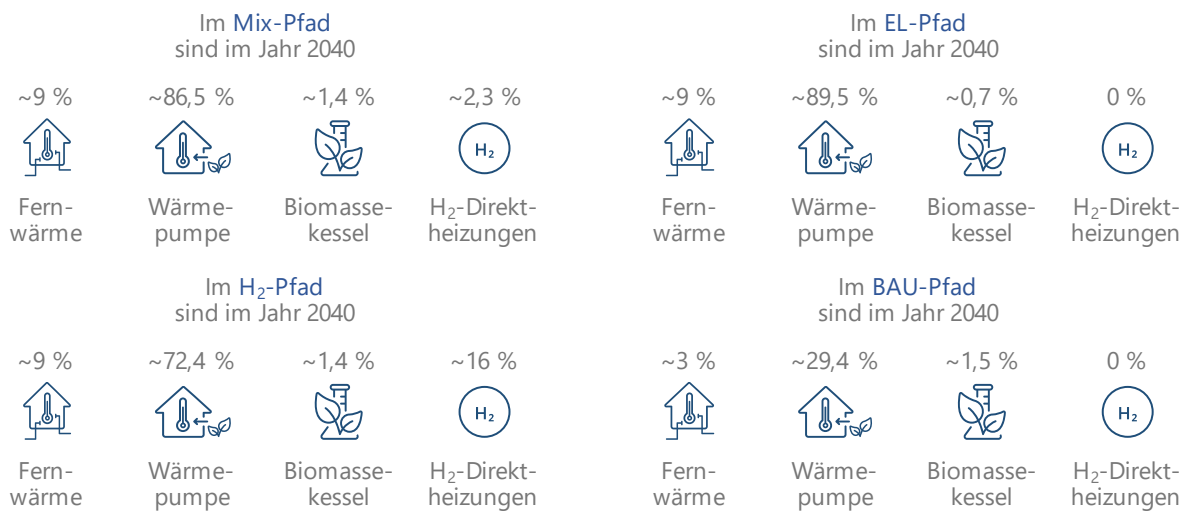 Im Mix-Pfad
sind im Jahr 2040
~9 % ~86,5 % ~1,4 % ~2,3 %
H₂
Fern- Wärme- Biomasse- H₂-Direkt-
wärme pumpe kessel heizungen
Im EL-Pfad
sind im Jahr 2040
~9 % ~89,5 % ~0,7 % 0 %
H₂
Fern- Wärme- Biomasse- H₂-Direkt-
wärme pumpe kessel heizungen
Im H₂-Pfad
sind im Jahr 2040
~9 % ~72,4 % ~1,4 % ~16 %
H₂
Fern- Wärme- Biomasse- H₂-Direkt-
wärme pumpe kessel heizungen
Im BAU-Pfad
sind im Jahr 2040
~3 % ~29,4 % ~1,5 % 0 %
H₂
Fern- Wärme- Biomasse- H₂-Direkt-
wärme pumpe kessel heizungen